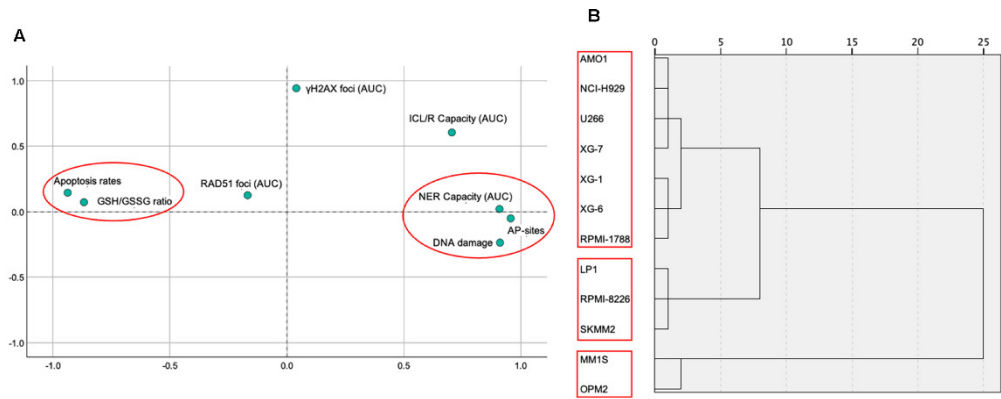 A
1.0
0.5
0.0
-0.5
-1.0
-1.0
-0.5
0.0
0.5
1.0
γH2AX foci (AUC)
ICL/R Capacity (AUC)
Apoptosis rates
GSH/GSSG ratio
RAD51 foci (AUC)
NER Capacity (AUC)
AP-sites
DNA damage
B
0 5 10 15 20 25
AMO1
NCI-H929
U266
XG-7
XG-1
XG-6
RPMI-1788
LP1
RPMI-8226
SKMM2
MM1S
OPM2